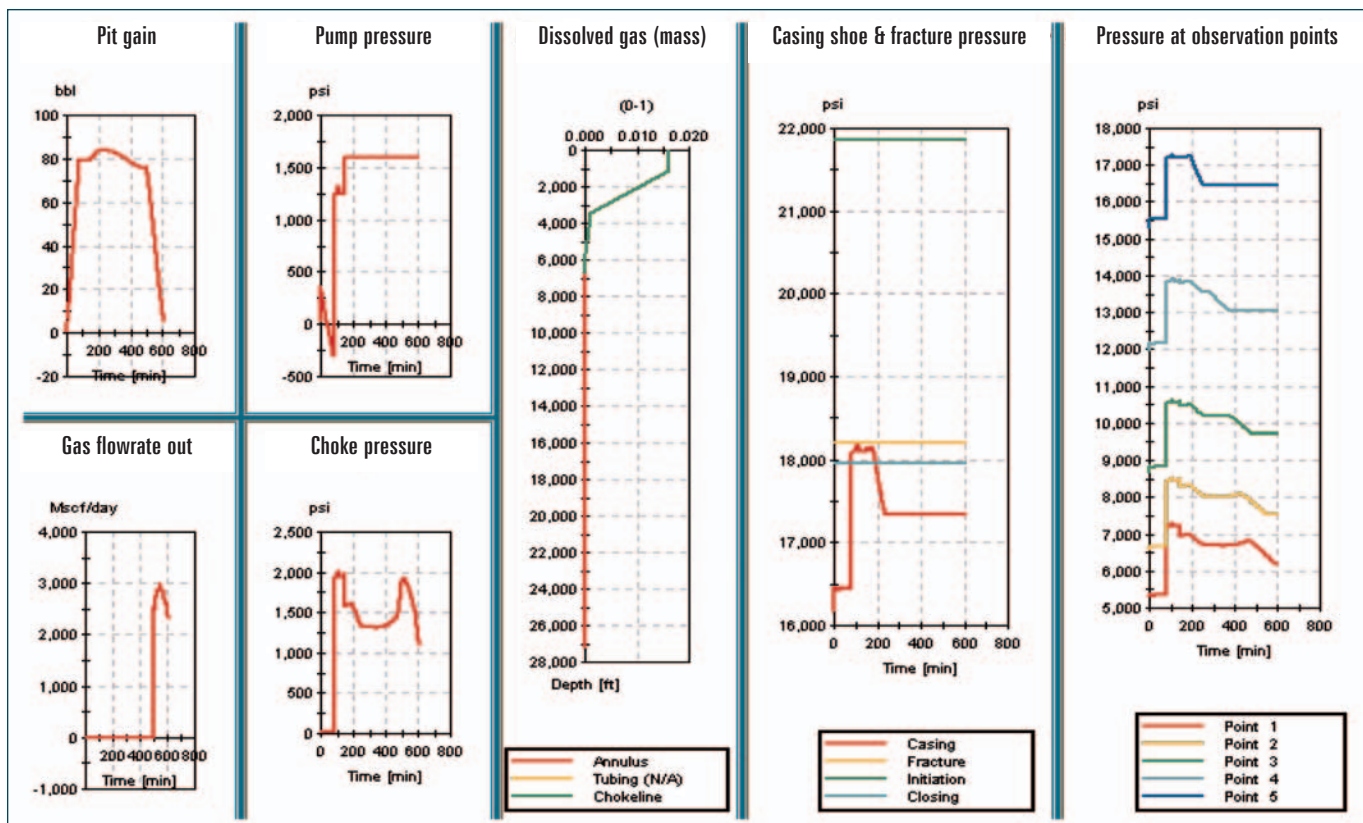 Pit gain
bbl
100
80
60
40
20
0
-20
200 400 600 800
Time [min]
Pump pressure
psi
2,000
1,500
1,000
500
0
-500
200 400 600 800
Time [min]
Gas flowrate out
Mscf/day
4,000
3,000
2,000
1,000
0
-1,000
200 400 600 800
Time [min]
Choke pressure
psi
2,500
2,000
1,500
1,000
500
0
0 200 400 600 800
Time [min]
Dissolved gas (mass)
(0-1)
0.000 0.010 0.020
0
2,000
4,000
6,000
8,000
10,000
12,000
14,000
16,000
18,000
20,000
22,000
24,000
26,000
28,000
Depth [ft]
Annulus
Tubing (N/A)
Chokeline
Casing shoe & fracture pressure
psi
22,000
21,000
20,000
19,000
18,000
17,000
16,000
0 200 400 600 800
Time [min]
Casing
Fracture
Initiation
Closing
Pressure at observation points
psi
18,000
17,000
16,000
15,000
14,000
13,000
12,000
11,000
10,000
9,000
8,000
7,000
6,000
5,000
0 200 400 600 800
Time [min]
Point 1
Point 2
Point 3
Point 4
Point 5